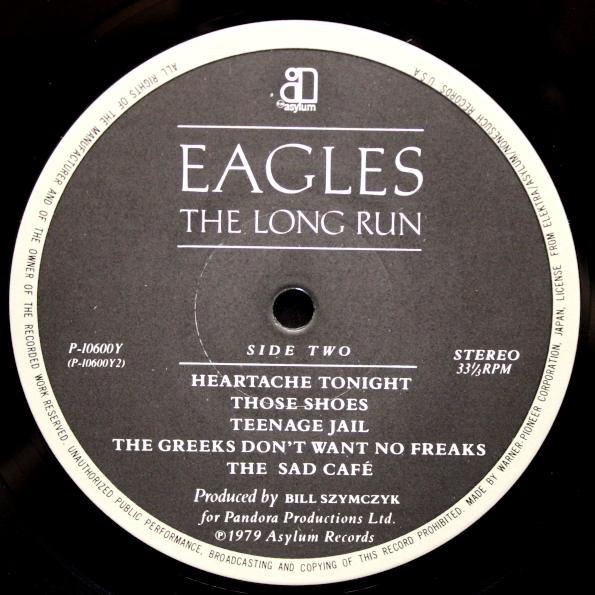 asylum
EAGLES
THE LONG RUN
P-10600Y
(P-10600Y2)
SIDE TWO
STEREO
33⅓RPM
HEARTACHE TONIGHT
THOSE SHOES
TEENAGE JAIL
THE GREEKS DON'T WANT NO FREAKS
THE SAD CAFÉ
Produced by BILL SZYMCZYK
for Pandora Productions Ltd.
℗1979 Asylum Records
ALL RIGHTS OF THE MANUFACTURER AND OF THE OWNER OF THE RECORDED WORK RESERVED. UNAUTHORIZED PUBLIC PERFORMANCE, BROADCASTING AND COPYING OF THIS RECORD PROHIBITED. MADE BY WARNER-PIONEER CORPORATION, JAPAN, LICENSE FROM ELEKTRA/ASYLUM/NONESUCH RECORDS, U.S.A.